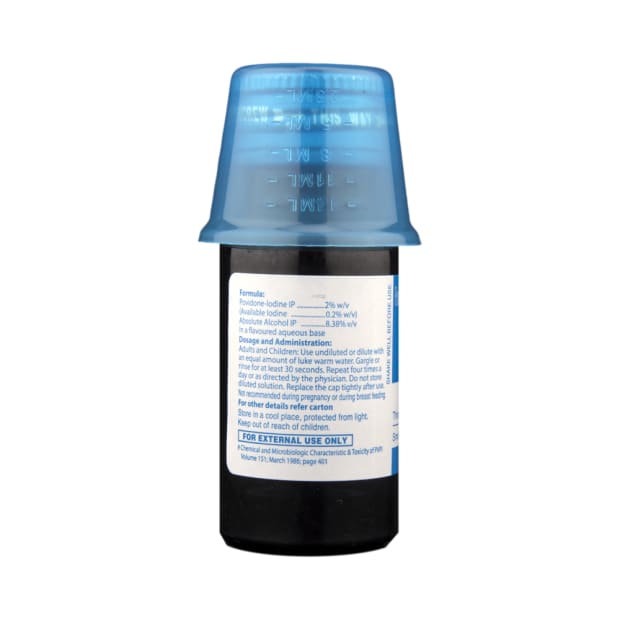 Formula:
Povidone-Iodine IP ............2% w/v
(Available Iodine ...............0.2% w/v)
Absolute Alcohol IP ..........8.38% v/v
In a flavoured aqueous base
Dosage and Administration:
Adults and Children: Use undiluted or dilute with
an equal amount of luke warm water. Gargle or
rinse for at least 30 seconds. Repeat four times a
day or as directed by the physician. Do not store
diluted solution. Replace the cap tightly after use.
Not recommended during pregnancy or during breast feeding.
For other details refer carton
Store in a cool place, protected from light.
Keep out of reach of children.
FOR EXTERNAL USE ONLY
# Chemical and Microbiologic Characteristic & Toxicity of PVPI
Volume 151; March 1986; page 401
SHAKE WELL BEFORE USE